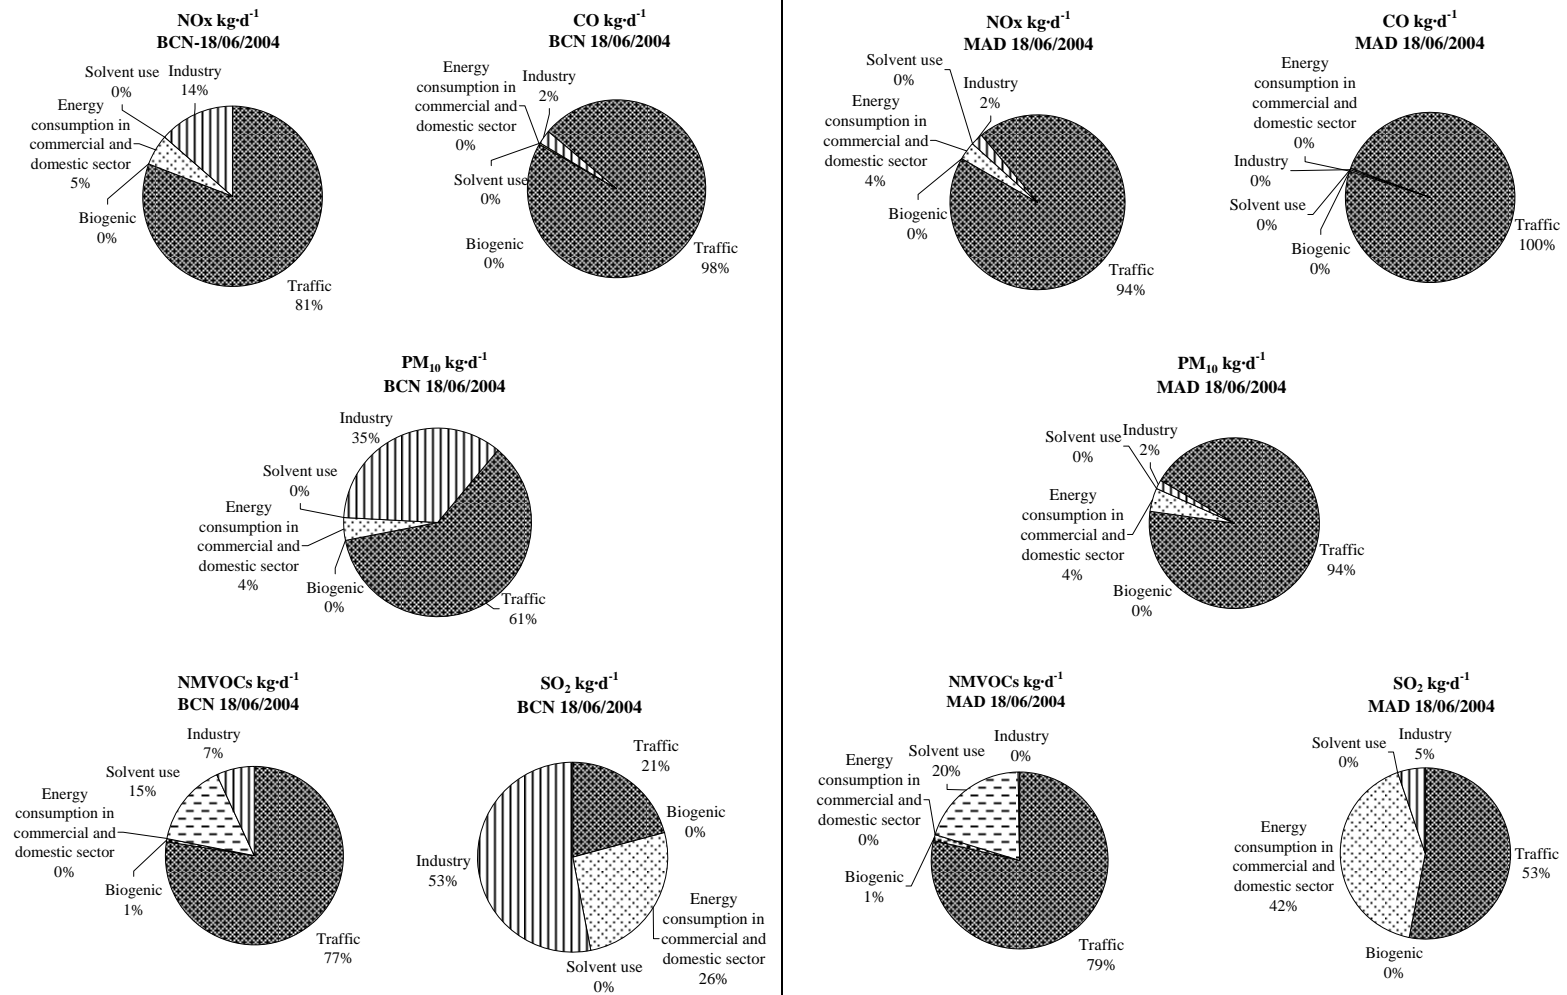 NOx kg·d-1
BCN-18/06/2004
Solvent use
0%
Industry
14%
Energy
consumption in
commercial and
domestic sector
5%
Biogenic
0%
Traffic
81%
CO kg·d-1
BCN 18/06/2004
Energy
consumption in
commercial and
domestic sector
0%
Industry
2%
Solvent use
0%
Biogenic
0%
Traffic
98%
PM10 kg·d-1
BCN 18/06/2004
Industry
35%
Solvent use
0%
Energy
consumption in
commercial and
domestic sector
4%
Biogenic
0%
Traffic
61%
NMVOCs kg·d-1
BCN 18/06/2004
Industry
7%
Solvent use
15%
Energy
consumption in
commercial and
domestic sector
0%
Biogenic
1%
Traffic
77%
SO2 kg·d-1
BCN 18/06/2004
Traffic
21%
Biogenic
0%
Industry
53%
Energy
consumption in
commercial and
domestic sector
26%
Solvent use
0%
NOx kg·d-1
MAD 18/06/2004
Solvent use
0%
Industry
2%
Energy
consumption in
commercial and
domestic sector
4%
Biogenic
0%
Traffic
94%
CO kg·d-1
MAD 18/06/2004
Energy
consumption in
commercial and
domestic sector
0%
Industry
0%
Solvent use
0%
Biogenic
0%
Traffic
100%
PM10 kg·d-1
MAD 18/06/2004
Solvent use
0%
Industry
2%
Energy
consumption in
commercial and
domestic sector
4%
Biogenic
0%
Traffic
94%
NMVOCs kg·d-1
MAD 18/06/2004
Industry
0%
Solvent use
20%
Energy
consumption in
commercial and
domestic sector
0%
Biogenic
1%
Traffic
79%
SO2 kg·d-1
MAD 18/06/2004
Solvent use
0%
Industry
5%
Energy
consumption in
commercial and
domestic sector
42%
Traffic
53%
Biogenic
0%